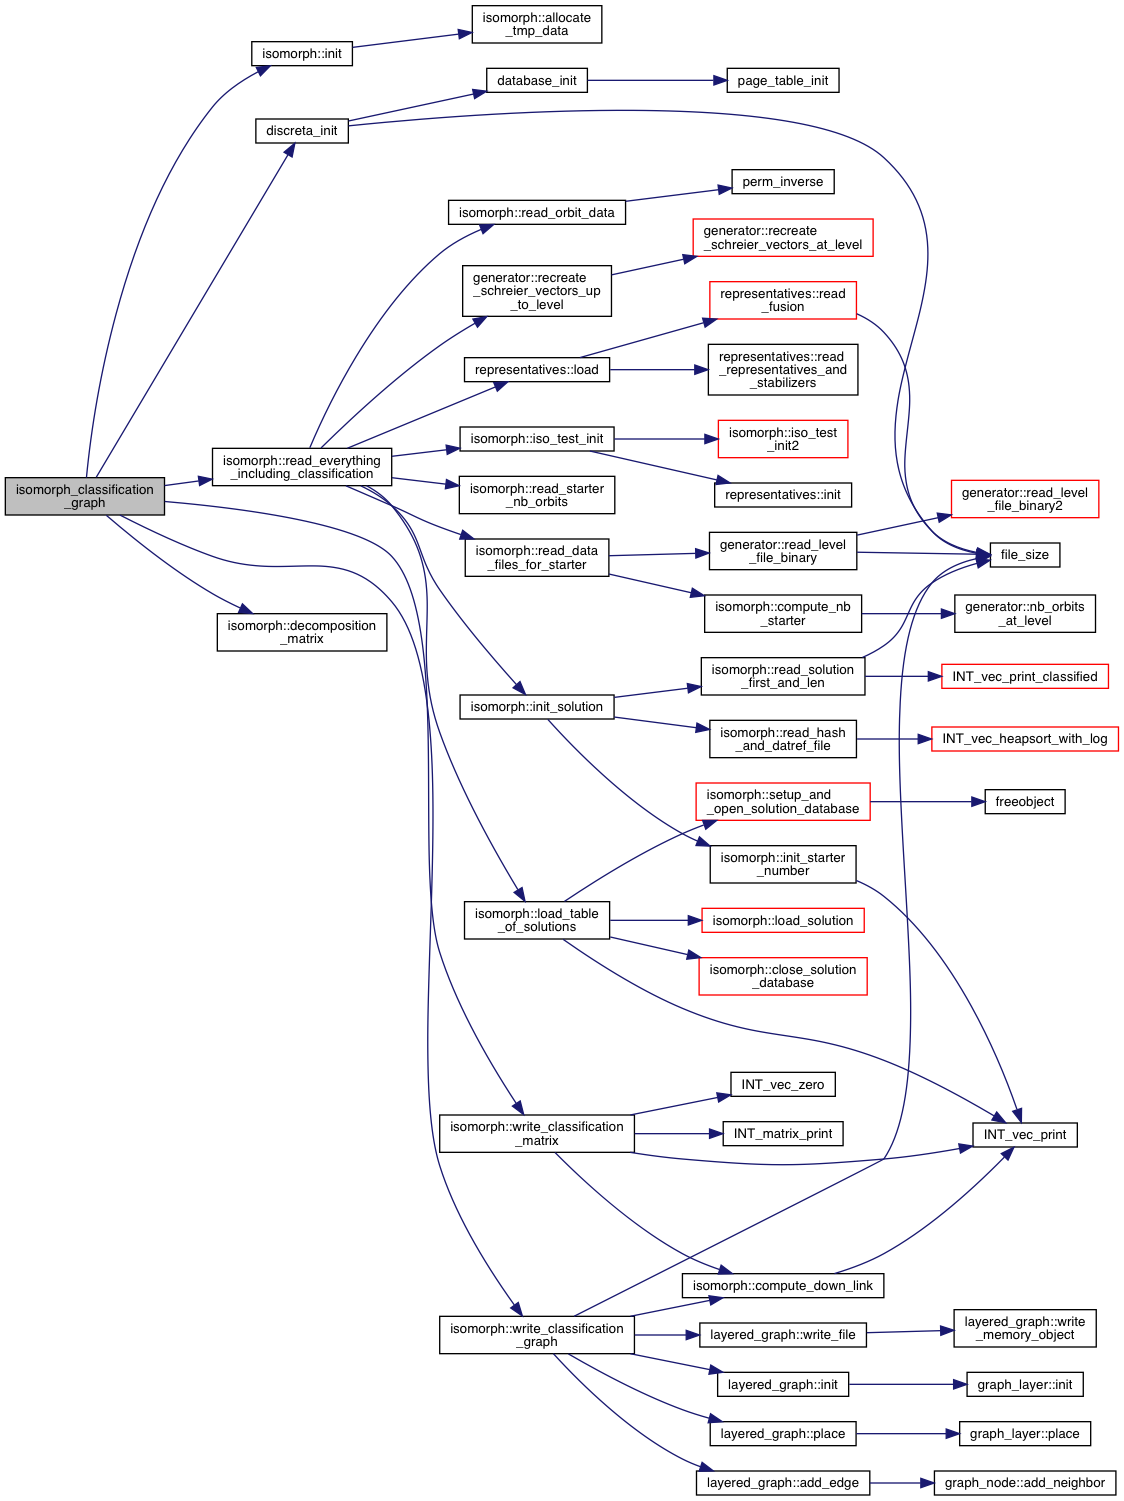 isomorph::allocate
_tmp_data
isomorph::init
database_init
page_table_init
discreta_init
perm_inverse
isomorph::read_orbit_data
generator::recreate
_schreier_vectors_at_level
generator::recreate
_schreier_vectors_up
_to_level
representatives::read
_fusion
representatives::load
representatives::read
_representatives_and
_stabilizers
isomorph::iso_test_init
isomorph::iso_test
_init2
isomorph::read_everything
_including_classification
isomorph_classification
_graph
isomorph::read_starter
_nb_orbits
representatives::init
generator::read_level
_file_binary2
isomorph::read_data
_files_for_starter
generator::read_level
_file_binary
file_size
isomorph::compute_nb
_starter
generator::nb_orbits
_at_level
isomorph::decomposition
_matrix
isomorph::read_solution
_first_and_len
INT_vec_print_classified
isomorph::init_solution
isomorph::read_hash
_and_datref_file
INT_vec_heapsort_with_log
isomorph::setup_and
_open_solution_database
freeobject
isomorph::init_starter
_number
isomorph::load_table
_of_solutions
isomorph::load_solution
isomorph::close_solution
_database
INT_vec_zero
isomorph::write_classification
_matrix
INT_matrix_print
INT_vec_print
isomorph::compute_down_link
isomorph::write_classification
_graph
layered_graph::write_file
layered_graph::write
_memory_object
layered_graph::init
graph_layer::init
layered_graph::place
graph_layer::place
layered_graph::add_edge
graph_node::add_neighbor